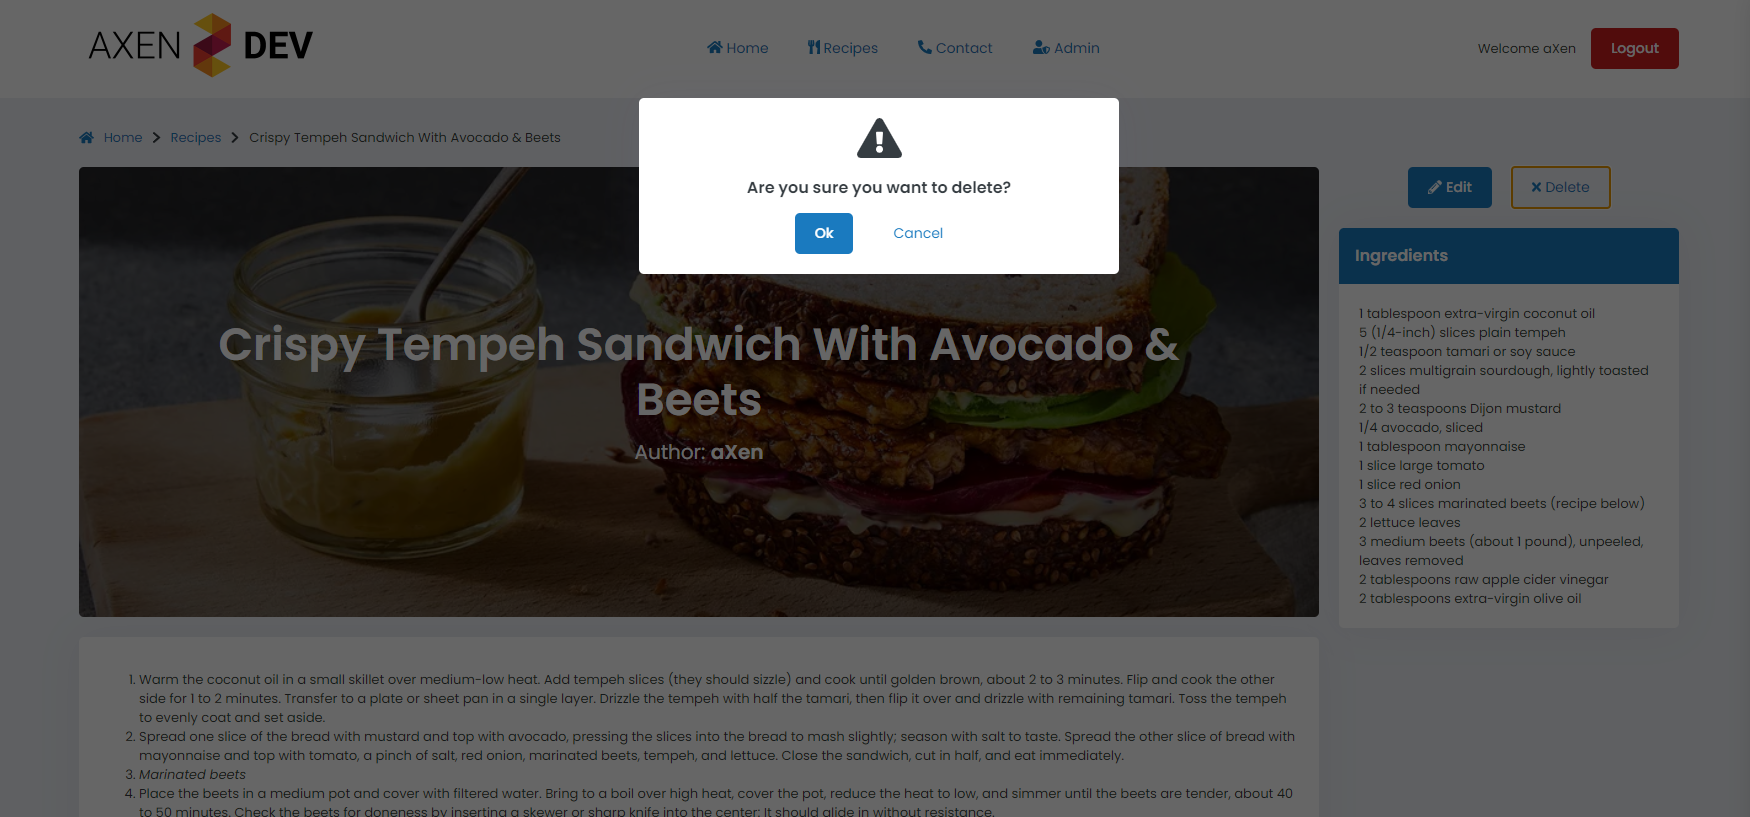 AXEN DEV
Home
Recipes
Contact
Admin
Welcome aXen
Logout
Home
Recipes
Crispy Tempeh Sandwich With Avocado & Beets
Are you sure you want to delete?
Ok
Cancel
Edit
Delete
Crispy Tempeh Sandwich With Avocado &
Beets
Author: aXen
Ingredients
1 tablespoon extra-virgin coconut oil
5 (1/4-inch) slices plain tempeh
1/2 teaspoon tamari or soy sauce
2 slices multigrain sourdough, lightly toasted
if needed
2 to 3 teaspoons Dijon mustard
1/4 avocado, sliced
1 tablespoon mayonnaise
1 slice large tomato
1 slice red onion
3 to 4 slices marinated beets (recipe below)
2 lettuce leaves
3 medium beets (about 1 pound), unpeeled,
leaves removed
2 tablespoons raw apple cider vinegar
2 tablespoons extra-virgin olive oil
1. Warm the coconut oil in a small skillet over medium-low heat. Add tempeh slices (they should sizzle) and cook until golden brown, about 2 to 3 minutes. Flip and cook the other
side for 1 to 2 minutes. Transfer to a plate or sheet pan in a single layer. Drizzle the tempeh with half the tamari, then flip it over and drizzle with remaining tamari. Toss the tempeh
to evenly coat and set aside.
2. Spread one slice of the bread with mustard and top with avocado, pressing the slices into the bread to mash slightly; season with salt to taste. Spread the other slice of bread with
mayonnaise and top with tomato, a pinch of salt, red onion, marinated beets, tempeh, and lettuce. Close the sandwich, cut in half, and eat immediately.
3. Marinated beets
4. Place the beets in a medium pot and cover with filtered water. Bring to a boil over high heat, cover the pot, reduce the heat to low, and simmer until the beets are tender, about 40
to 50 minutes. Check the beets for doneness by inserting a skewer or sharp knife into the center: It should glide in without resistance.